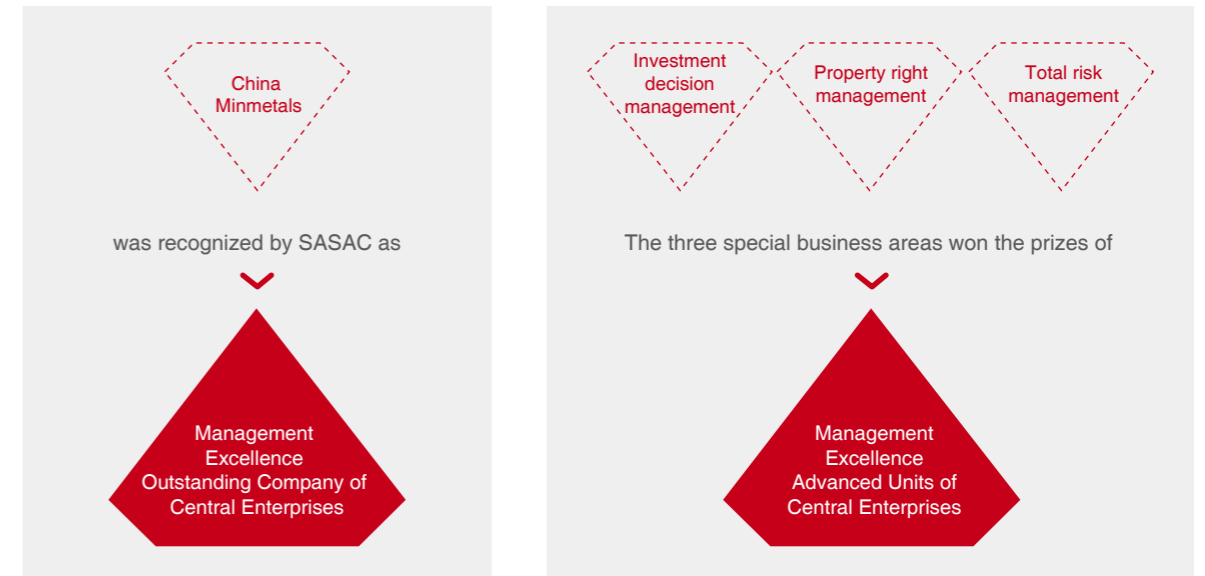 China
Minmetals
was recognized by SASAC as
Management
Excellence
Outstanding Company of
Central Enterprises
Investment
decision
management
Property right
management
Total risk
management
The three special business areas won the prizes of
Management
Excellence
Advanced Units of
Central Enterprises